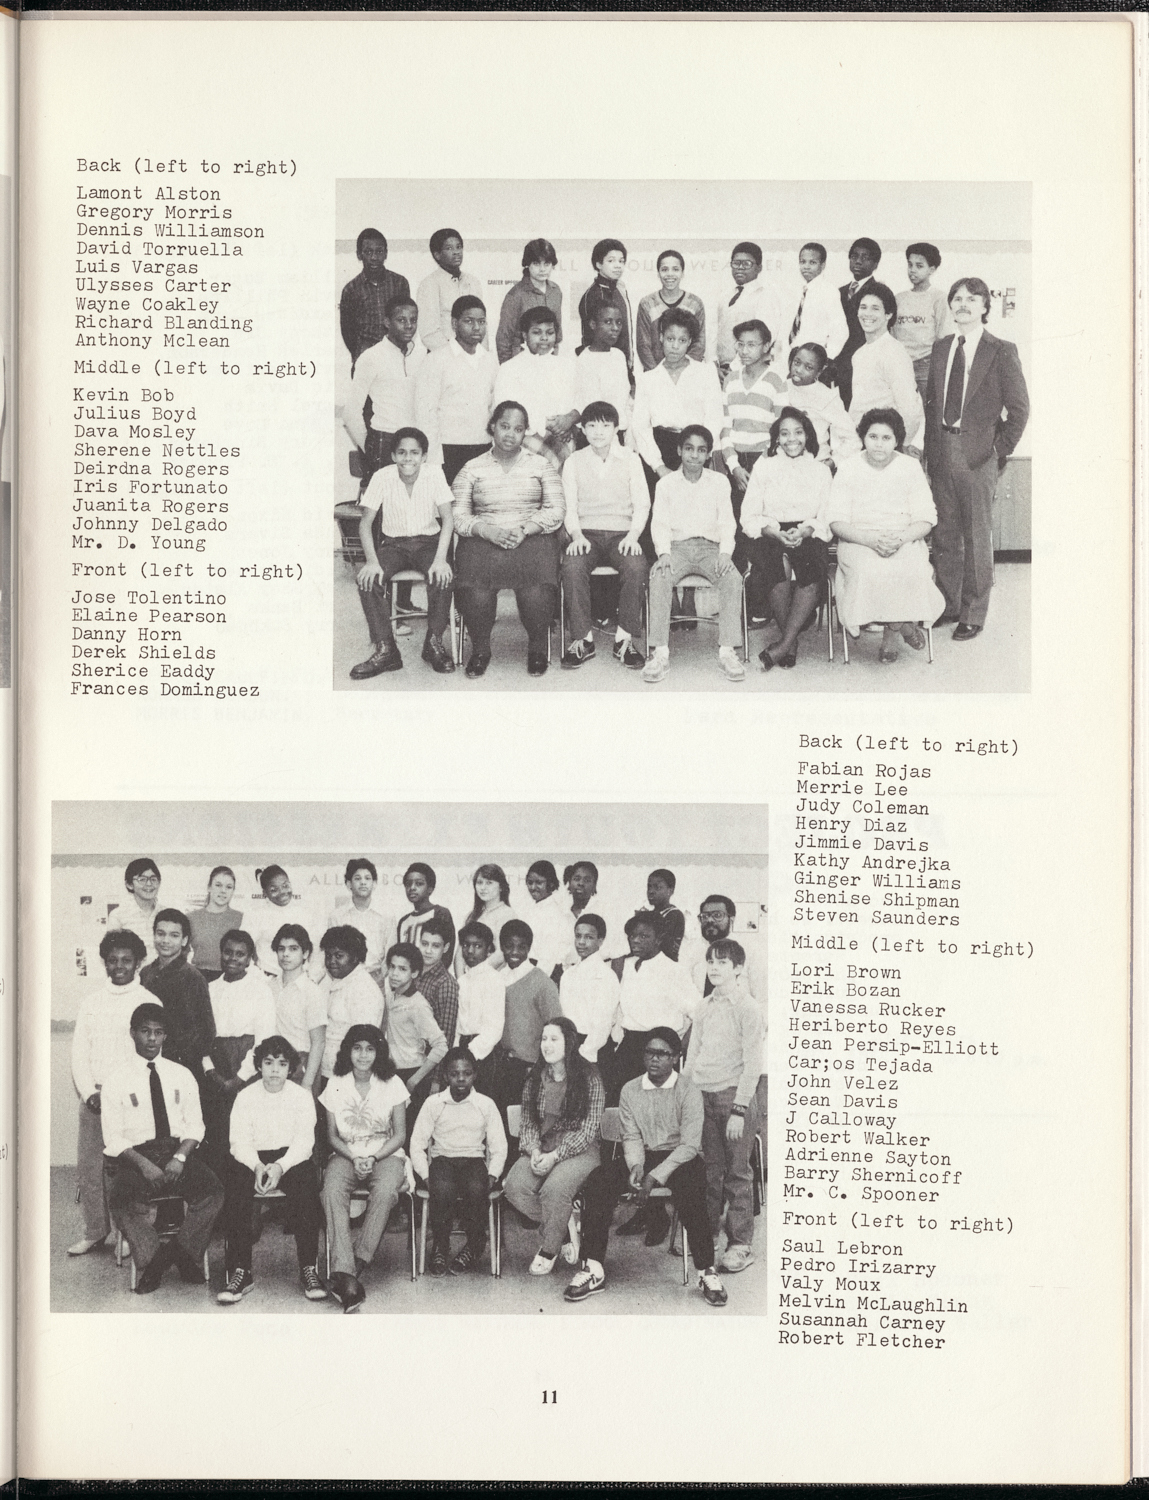 Back (left to right)
Lamont Alston
Gregory Morris
Dennis Williamson
David Torruella
Luis Vargas
Ulysses Carter
Wayne Coakley
Richard Blanding
Anthony Mclean
Middle (left to right)
Kevin Bob
Julius Boyd
Dava Mosley
Sherene Nettles
Deirdna Rogers
Iris Fortunato
Juanita Rogers
Johnny Delgado
Mr. D. Young
Front (left to right)
Jose Tolentino
Elaine Pearson
Danny Horn
Derek Shields
Sherice Eaddy
Frances Dominguez
Back (left to right)
Fabian Rojas
Merrie Lee
Judy Coleman
Henry Diaz
Jimmie Davis
Kathy Andrejka
Ginger Williams
Shenise Shipman
Steven Saunders
Middle (left to right)
Lori Brown
Erik Bozan
Vanessa Rucker
Heriberto Reyes
Jean Persip-Elliott
Car;os Tejada
John Velez
Sean Davis
J Calloway
Robert Walker
Adrienne Sayton
Barry Shernicoff
Mr. C. Spooner
Front (left to right)
Saul Lebron
Pedro Irizarry
Valy Moux
Melvin McLaughlin
Susannah Carney
Robert Fletcher
11